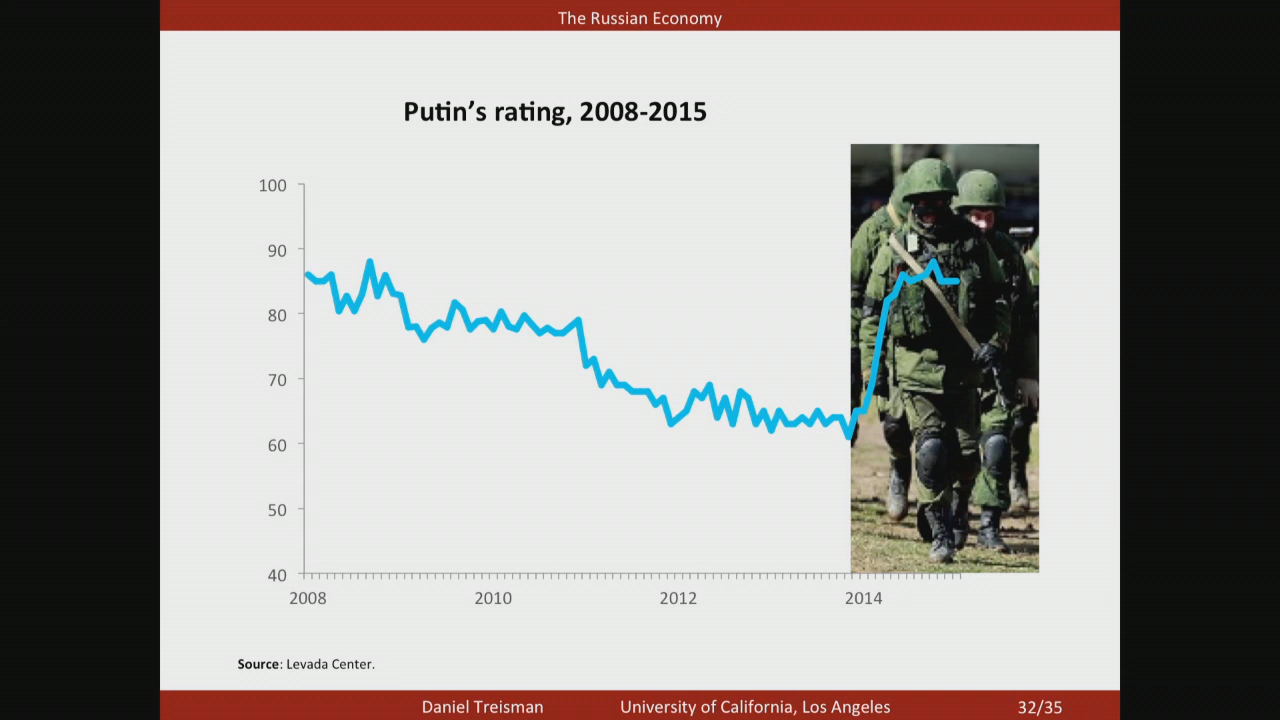 The Russian Economy
Putin's rating, 2008-2015
100
90
80
70
60
50
40
2008 2010 2012 2014
Source: Levada Center.
Daniel Treisman University of California, Los Angeles 32/35